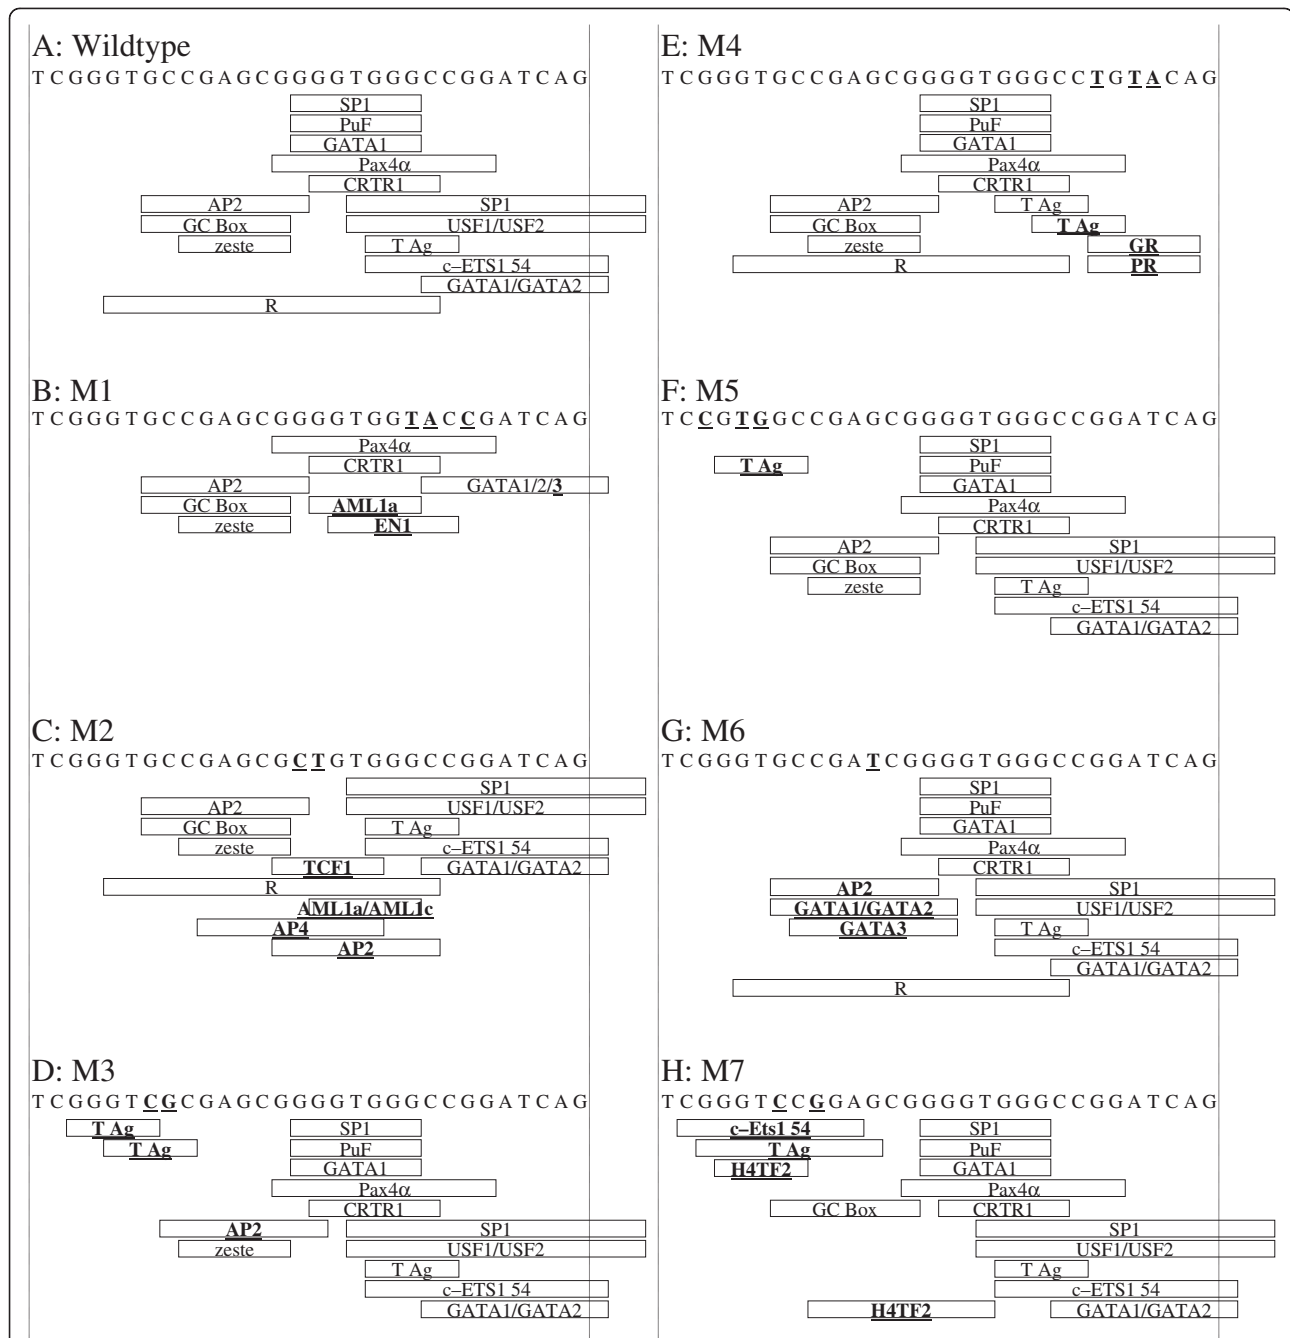 A: Wildtype
T C G G G T G C C G A G C G G G G T G G G C C G G A T C A G
SP1
PuF
GATA1
Pax4α
CRTR1
AP2 SP1
GC Box USF1/USF2
zeste T Ag
c–ETS1 54
GATA1/GATA2
R
B: M1
T C G G G T G C C G A G C G G G G T G G T A C C G A T C A G
Pax4α
CRTR1
AP2 GATA1/2/3
GC Box AML1a
zeste EN1
C: M2
T C G G G T G C C G A G C G C T G T G G G C C G G A T C A G
SP1
AP2 USF1/USF2
GC Box T Ag
zeste c–ETS1 54
TCF1 GATA1/GATA2
R
AML1a/AML1c
AP4
AP2
D: M3
T C G G G T C G C G A G C G G G G T G G G C C G G A T C A G
T Ag SP1
T Ag PuF
GATA1
Pax4α
CRTR1
AP2 SP1
zeste USF1/USF2
T Ag
c–ETS1 54
GATA1/GATA2
E: M4
T C G G G T G C C G A G C G G G G T G G G C C T G T A C A G
SP1
PuF
GATA1
Pax4α
CRTR1
AP2 T Ag
GC Box T Ag
zeste GR
R PR
F: M5
T C C G T G G C C G A G C G G G G T G G G C C G G A T C A G
SP1
T Ag PuF
GATA1
Pax4α
CRTR1
AP2 SP1
GC Box USF1/USF2
zeste T Ag
c–ETS1 54
GATA1/GATA2
G: M6
T C G G G T G C C G A T C G G G G T G G G C C G G A T C A G
SP1
PuF
GATA1
Pax4α
CRTR1
AP2 SP1
GATA1/GATA2 USF1/USF2
GATA3 T Ag
c–ETS1 54
GATA1/GATA2
R
H: M7
T C G G G T C C G G A G C G G G G T G G G C C G G A T C A G
c–Ets1 54 SP1
T Ag PuF
H4TF2 GATA1
Pax4α
GC Box CRTR1
SP1
USF1/USF2
T Ag
c–ETS1 54
H4TF2 GATA1/GATA2